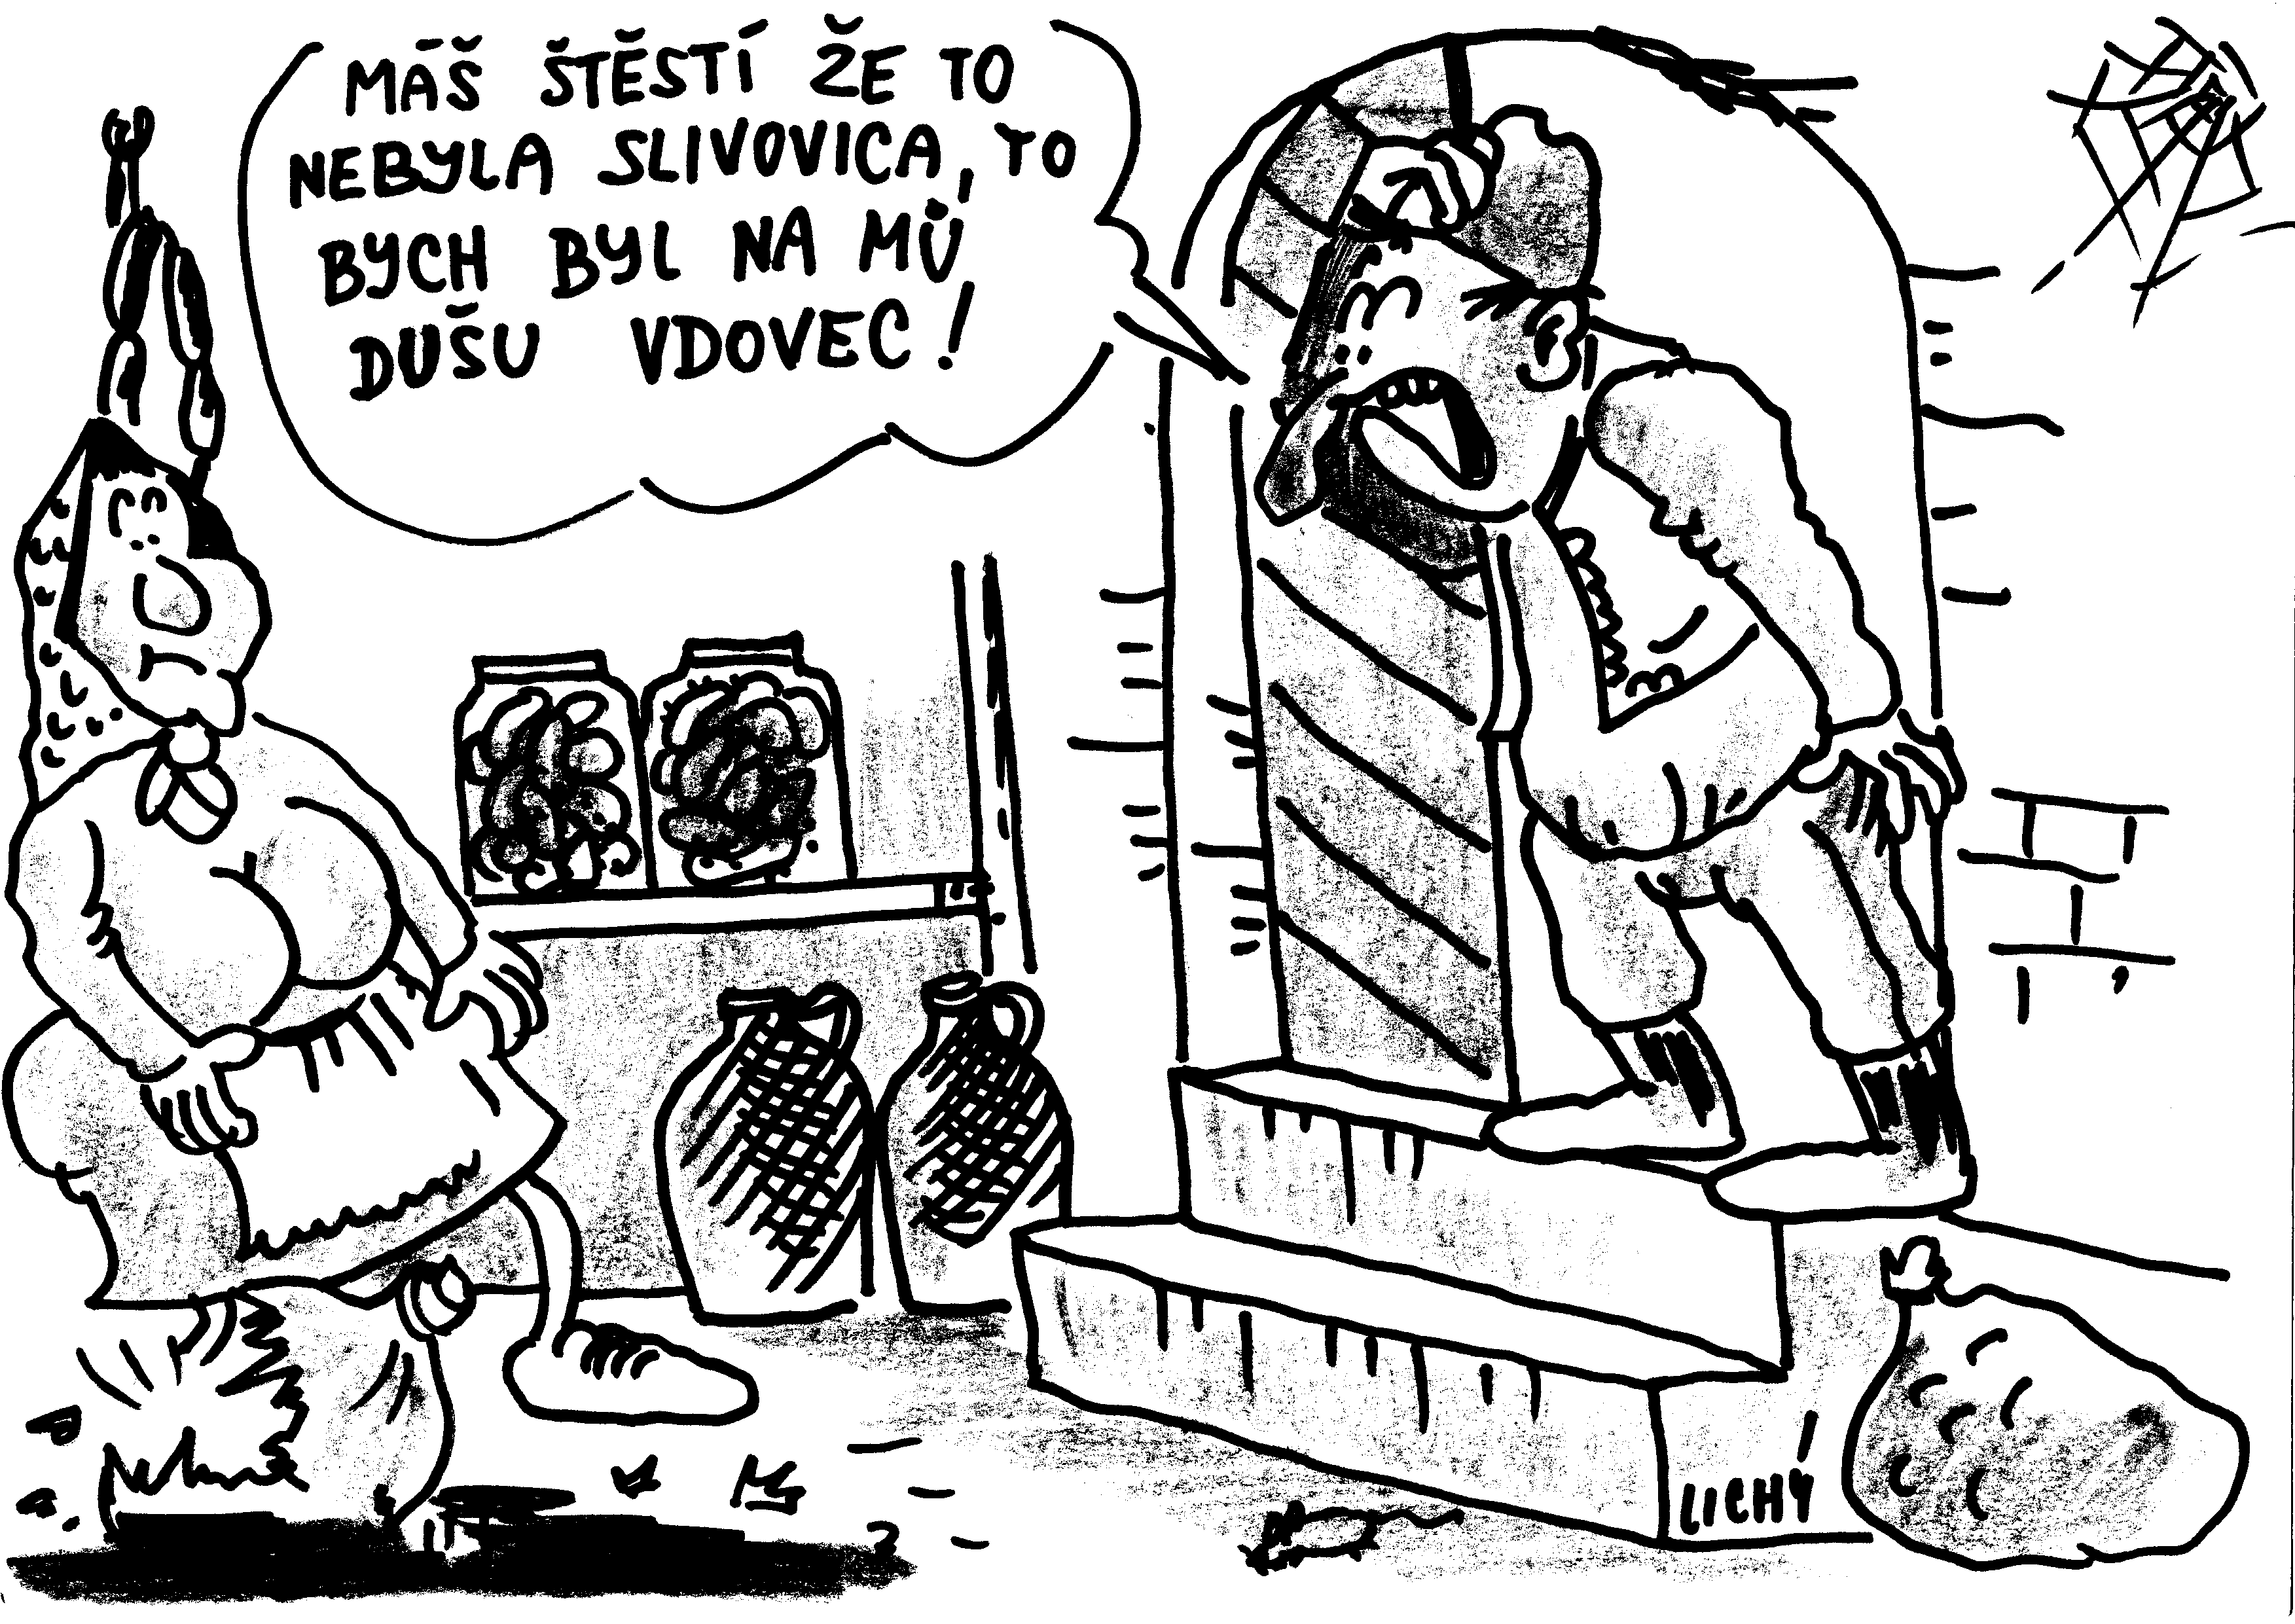 MÁŠ ŠTĚSTÍ ŽE TO
NEBYLA SLIVOVICA, TO
BYCH BYL NA MŮ
DUŠU VDOVEC!
LICHÝ